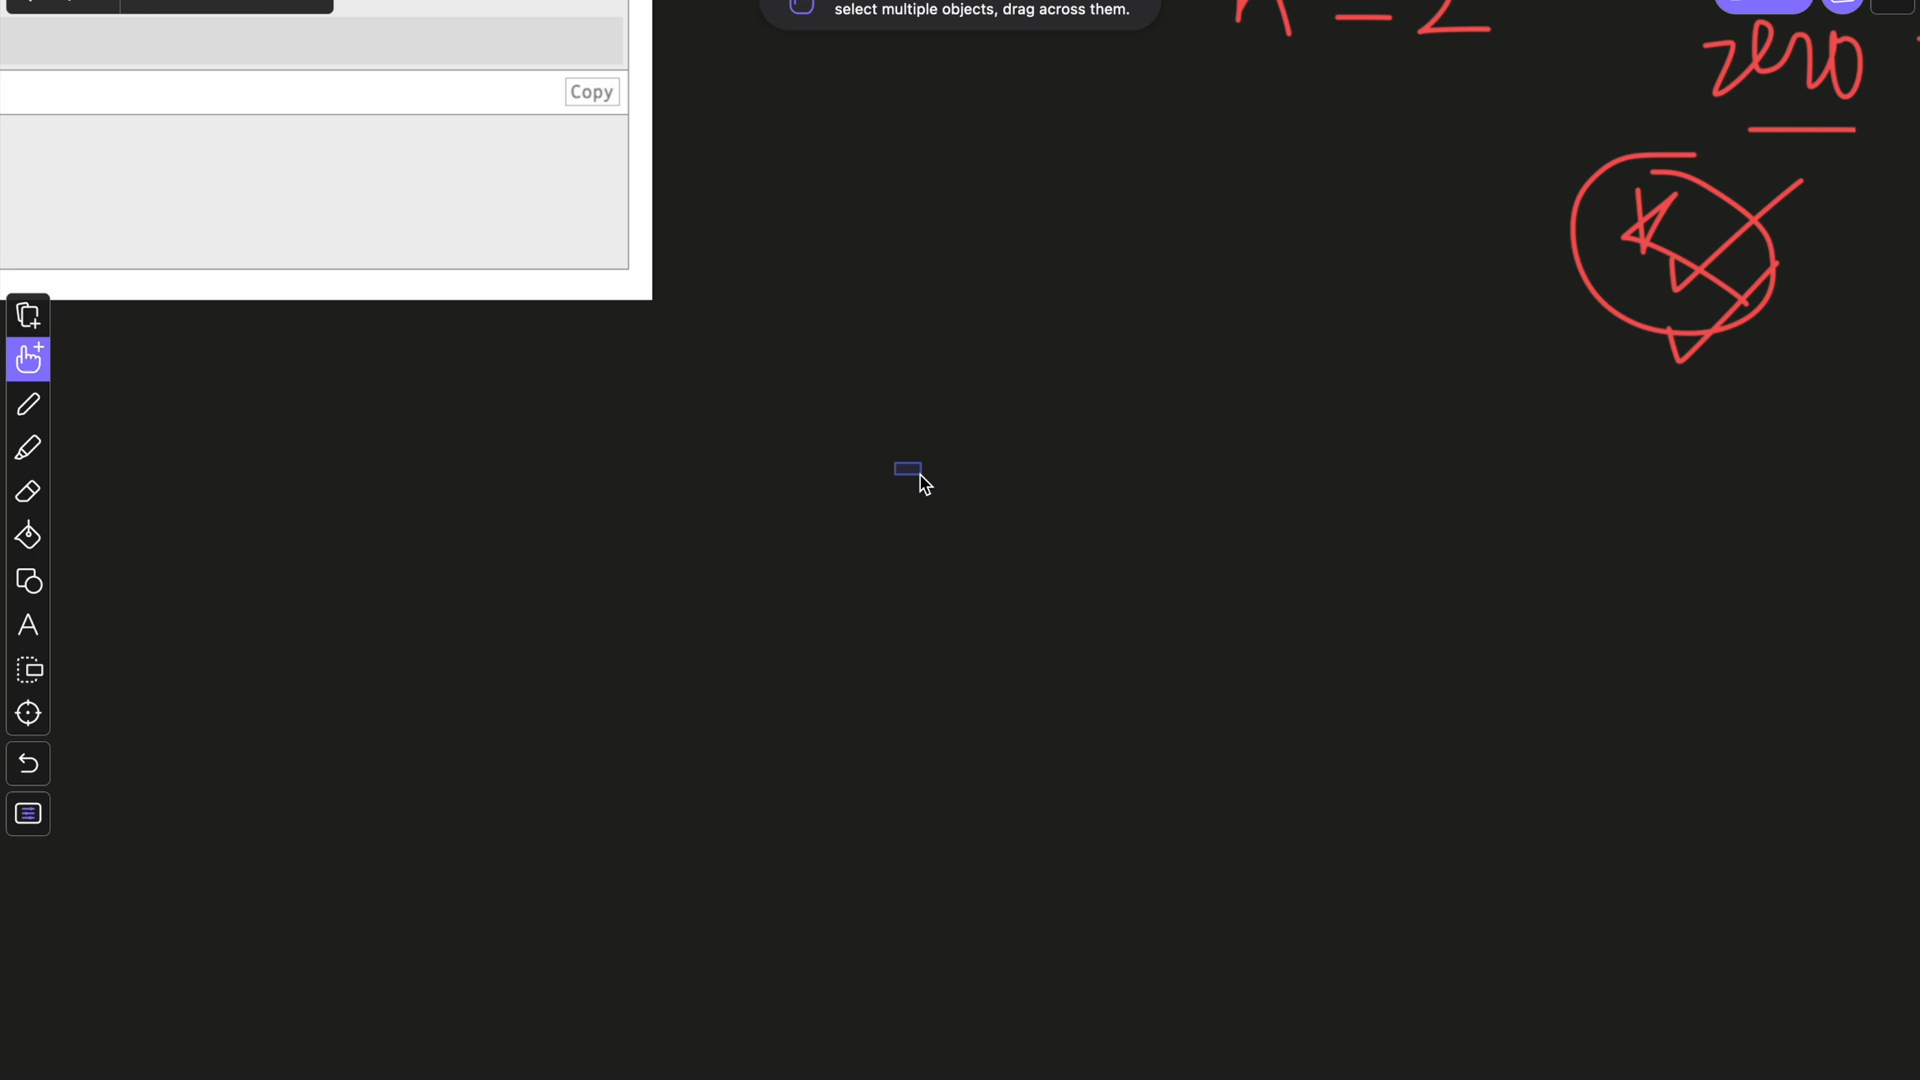 select multiple objects, drag across them.
K = 2
zero
Copy
K